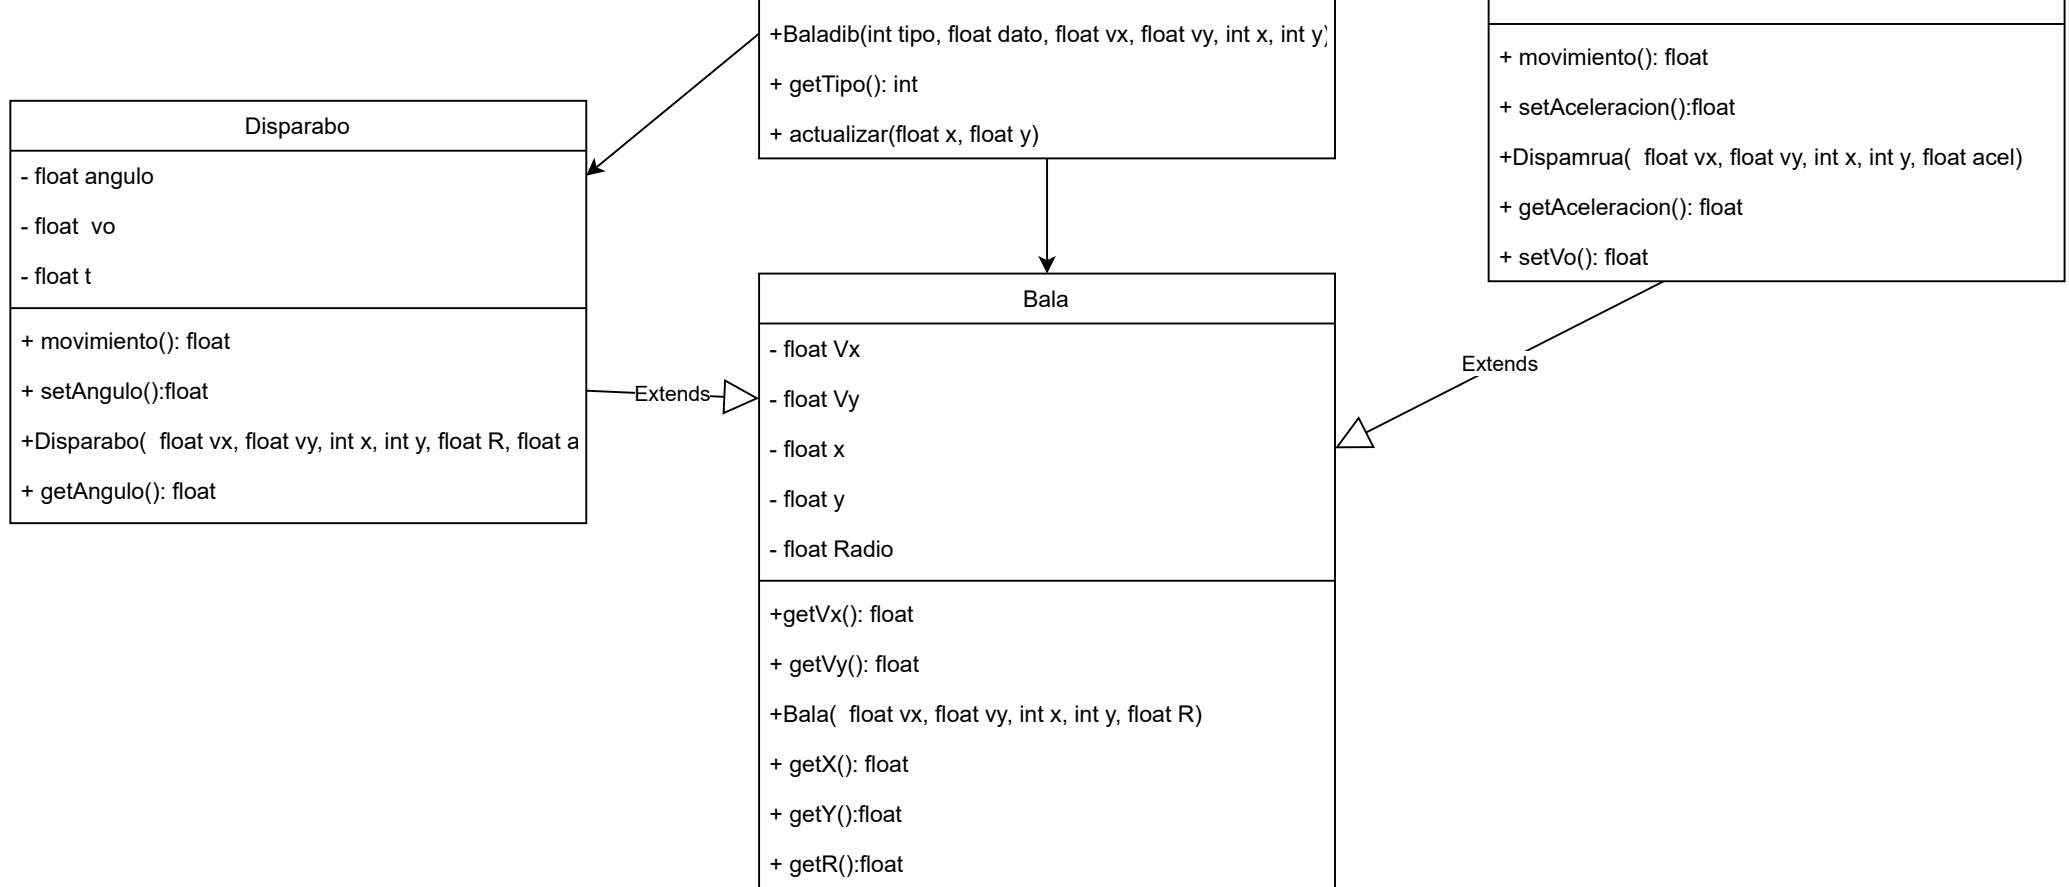 +Baladib(int tipo, float dato, float vx, float vy, int x, int y)
+ getTipo(): int
+ actualizar(float x, float y)
+ movimiento(): float
+ setAceleracion():float
+Dispamrua(  float vx, float vy, int x, int y, float acel)
+ getAceleracion(): float
+ setVo(): float
Disparabo
- float angulo
- float  vo
- float t
+ movimiento(): float
+ setAngulo():float
+Disparabo(  float vx, float vy, int x, int y, float R, float a
+ getAngulo(): float
Extends
Extends
Bala
- float Vx
- float Vy
- float x
- float y
- float Radio
+getVx(): float
+ getVy(): float
+Bala(  float vx, float vy, int x, int y, float R)
+ getX(): float
+ getY():float
+ getR():float